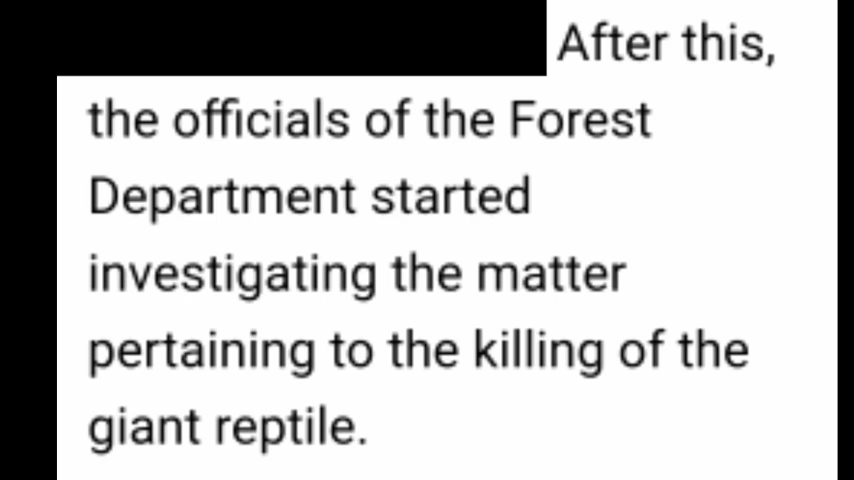 After this,
the officials of the Forest
Department started
investigating the matter
pertaining to the killing of the
giant reptile.